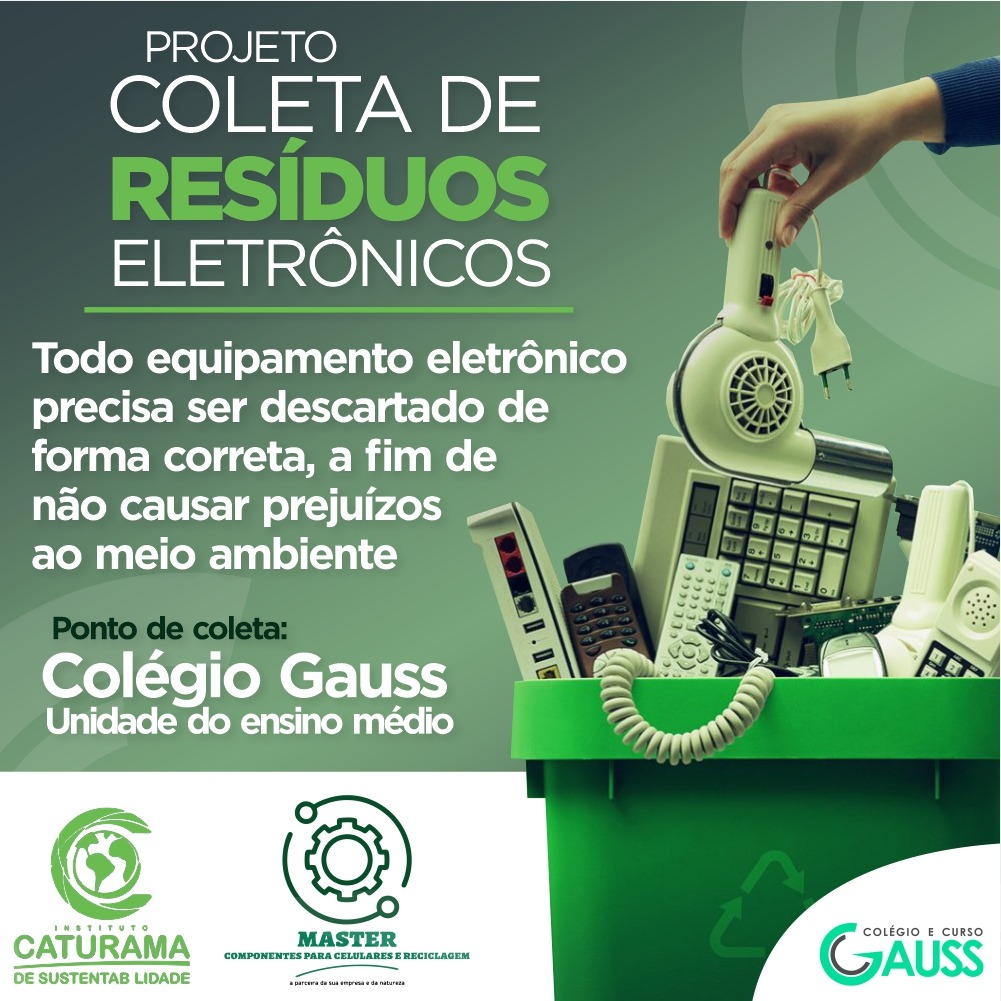 PROJETO
COLETA DE
RESÍDUOS
ELETRÔNICOS
Todo equipamento eletrônico
precisa ser descartado de
forma correta, a fim de
não causar prejuízos
ao meio ambiente
Ponto de coleta:
Colégio Gauss
Unidade do ensino médio
INSTITUTO
CATURAMA
DE SUSTENTAB LIDADE
MASTER
COMPONENTES PARA CELULARES E RECICLAGEM
a parceira da sua empresa e da natureza
COLÉGIO E CURSO
GAUSS